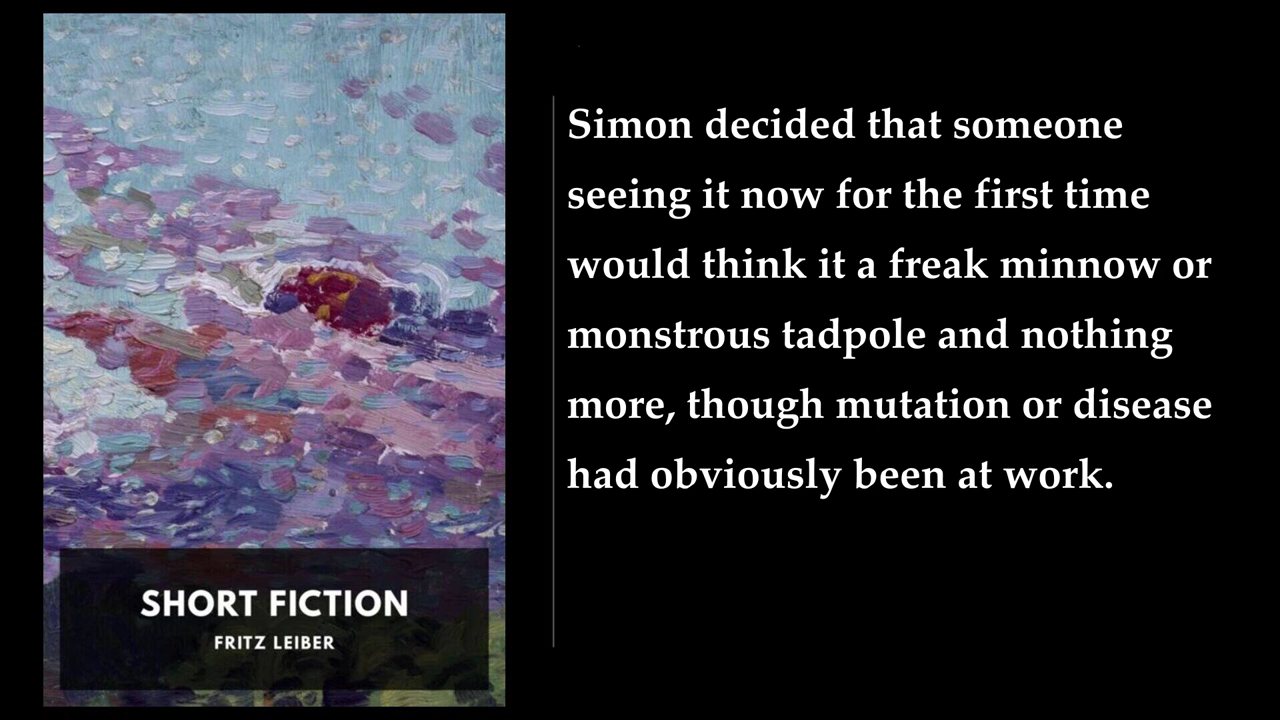 SHORT FICTION
FRITZ LEIBER
Simon decided that someone
seeing it now for the first time
would think it a freak minnow or
monstrous tadpole and nothing
more, though mutation or disease
had obviously been at work.